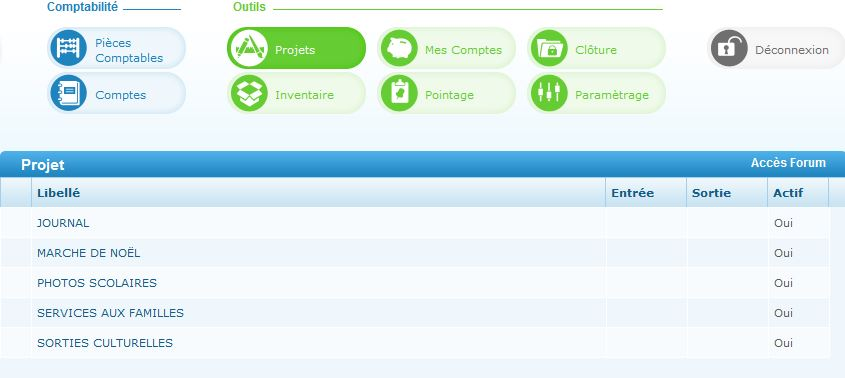 Comptabilité
Outils
Pièces
Comptables
Projets
Mes Comptes
Clôture
Déconnexion
Comptes
Inventaire
Pointage
Paramètrage
Projet
Accès Forum
Libellé
Entrée
Sortie
Actif
JOURNAL
Oui
MARCHE DE NOËL
Oui
PHOTOS SCOLAIRES
Oui
SERVICES AUX FAMILLES
Oui
SORTIES CULTURELLES
Oui